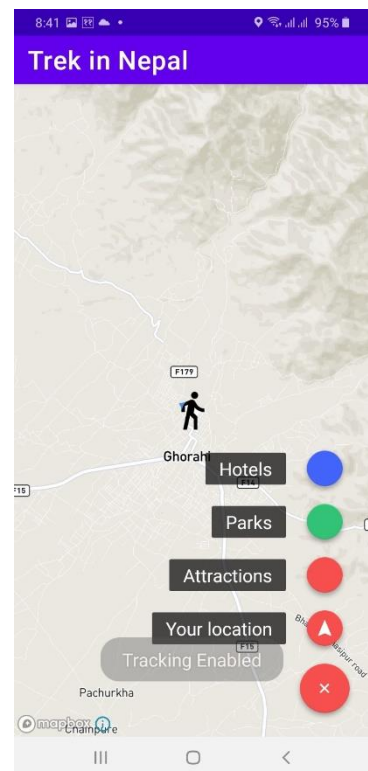 8:41 95%
Trek in Nepal
F179
Ghorahi
Hotels
F14
F15
Parks
Attractions
Your location
F15
Tracking Enabled
Pachurkha
mapbox
Champure